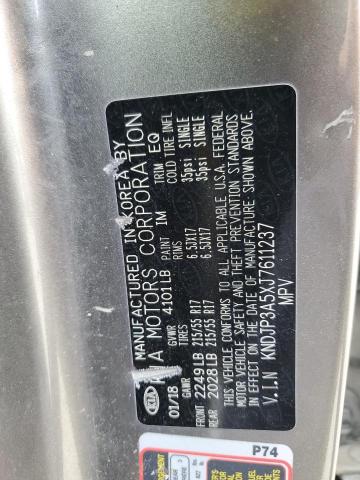 MANUFACTURED IN KOREA BY
KIA MOTORS CORPORATION
01/18 GVWR 4101LB PAINT IM TRIM EQ
GAWR TIRES RIMS COLD TIRE INFL
FRONT 2249LB 215/55 R17 6.5JX17 35psi SINGLE
REAR 2028LB 215/55 R17 6.5JX17 35psi SINGLE
THIS VEHICLE CONFORMS TO ALL APPLICABLE U.S.A. FEDERAL
MOTOR VEHICLE SAFETY AND THEFT PREVENTION STANDARDS
IN EFFECT ON THE DATE OF MANUFACTURE SHOWN ABOVE.
V.I.N KNDJP3A5XJ7611237
MPV
KIA
P74